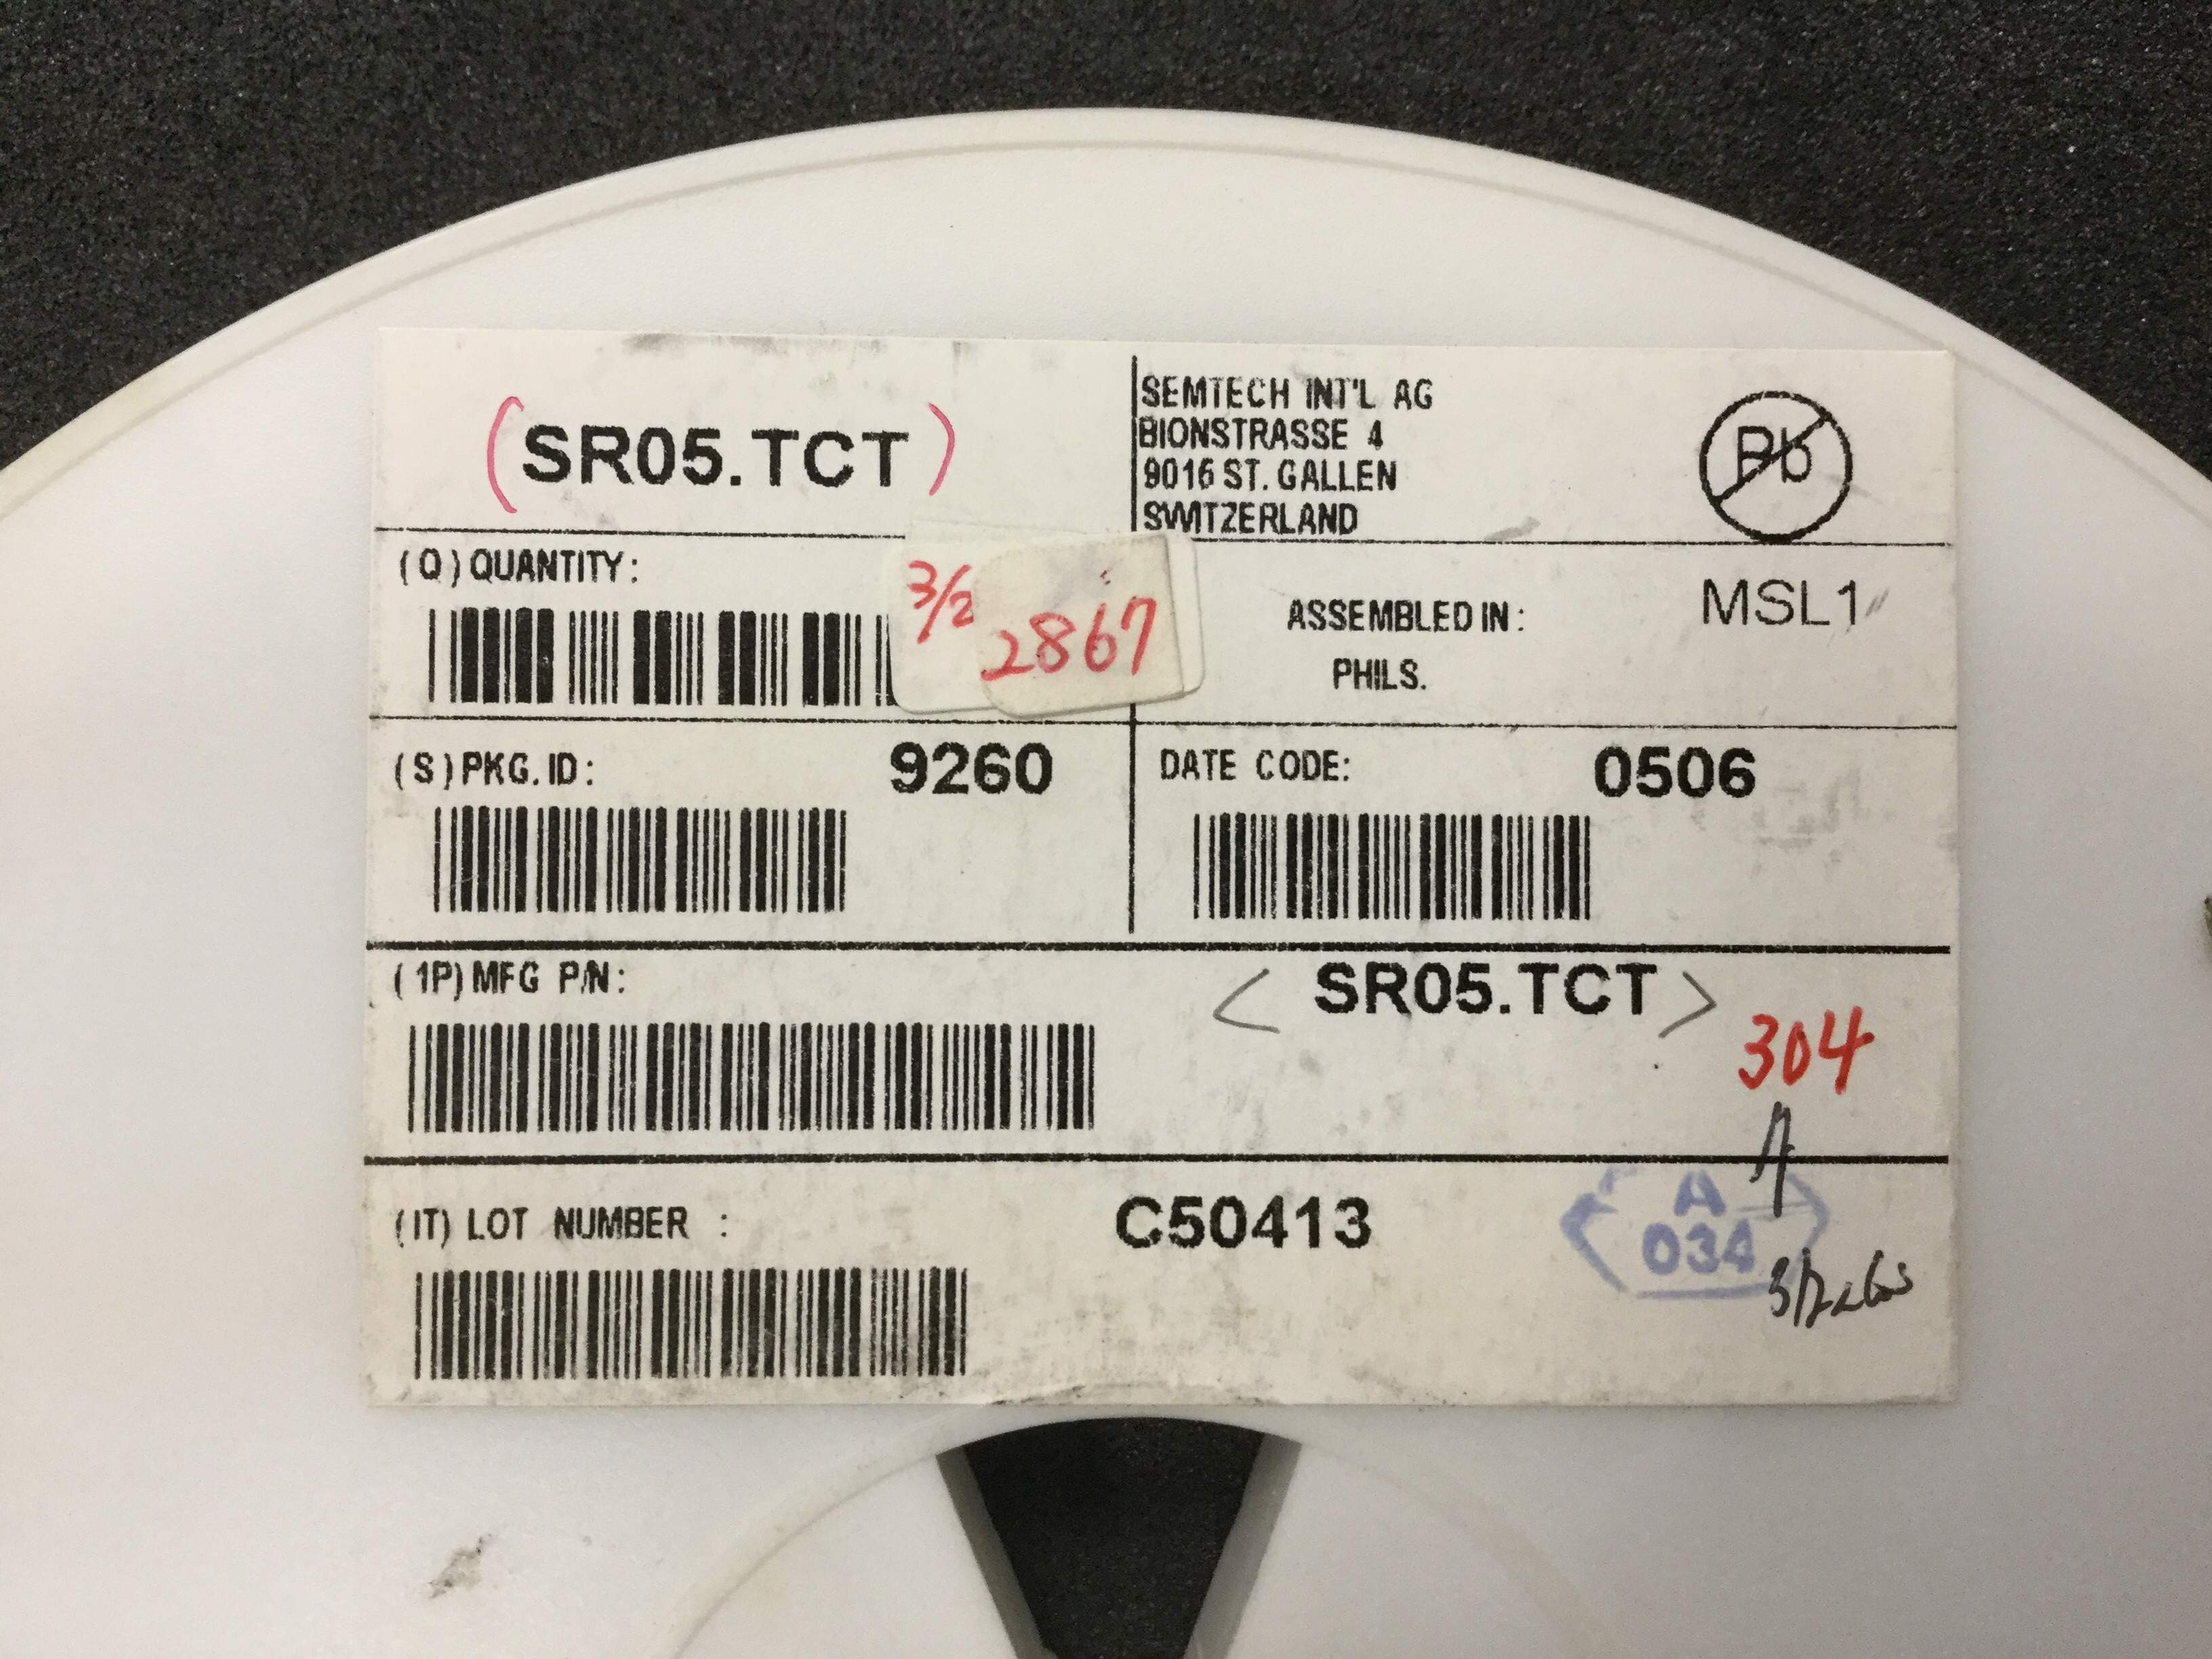 (SR05.TCT)
SEMTECH INT'L AG
BIONSTRASSE 4
9016 ST. GALLEN
SWITZERLAND
Pb
(Q) QUANTITY:
3/2
2867
ASSEMBLED IN:
PHILS.
MSL1
(S) PKG. ID:
9260
DATE CODE:
0506
(1P) MFG P/N:
< SR05.TCT >
304
(IT) LOT NUMBER :
C50413
A
034